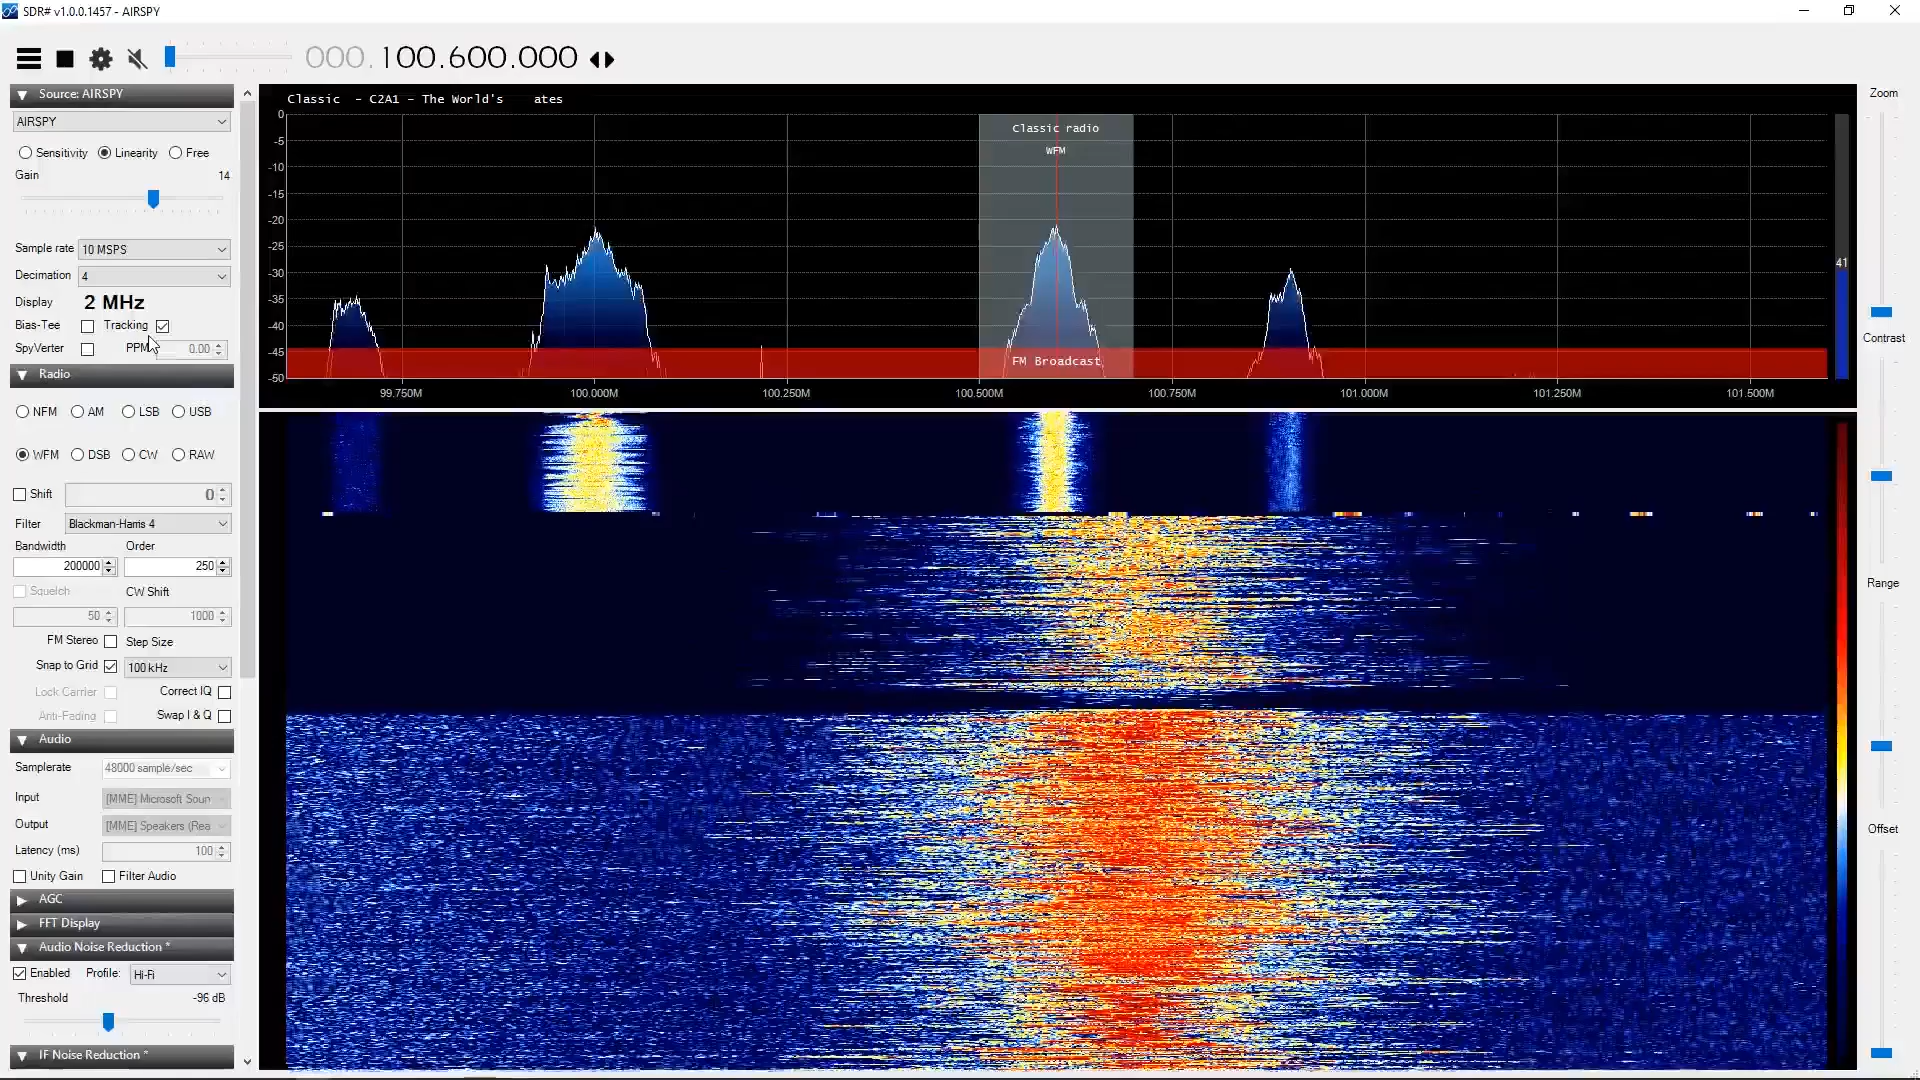 SDR# v1.0.0.1457 - AIRSPY
000.100.600.000
Source: AIRSPY
AIRSPY
Sensitivity Linearity Free
Gain 14
Sample rate 10 MSPS
Decimation 4
Display 2 MHz
Bias-Tee Tracking
SpyVerter PPM 0.00
Radio
NFM AM LSB USB
WFM DSB CW RAW
Shift 0
Filter Blackman-Harris 4
Bandwidth Order
200000 250
Squelch CW Shift
50 1000
FM Stereo Step Size
Snap to Grid 100 kHz
Lock Carrier Correct IQ
Anti-Fading Swap I & Q
Audio
Samplerate 48000 sample/sec
Input [MME] Microsoft Soun
Output [MME] Speakers (Rea
Latency (ms) 100
Unity Gain Filter Audio
AGC
FFT Display
Audio Noise Reduction *
Enabled Profile: Hi-Fi
Threshold -96 dB
IF Noise Reduction *
Classic - C2A1 - The World's ates
0
-5
-10
-15
-20
-25
-30
-35
-40
-45
-50
Classic radio
WFM
FM Broadcast
41
99.750M 100.000M 100.250M 100.500M 100.750M 101.000M 101.250M 101.500M
Zoom
Contrast
Range
Offset